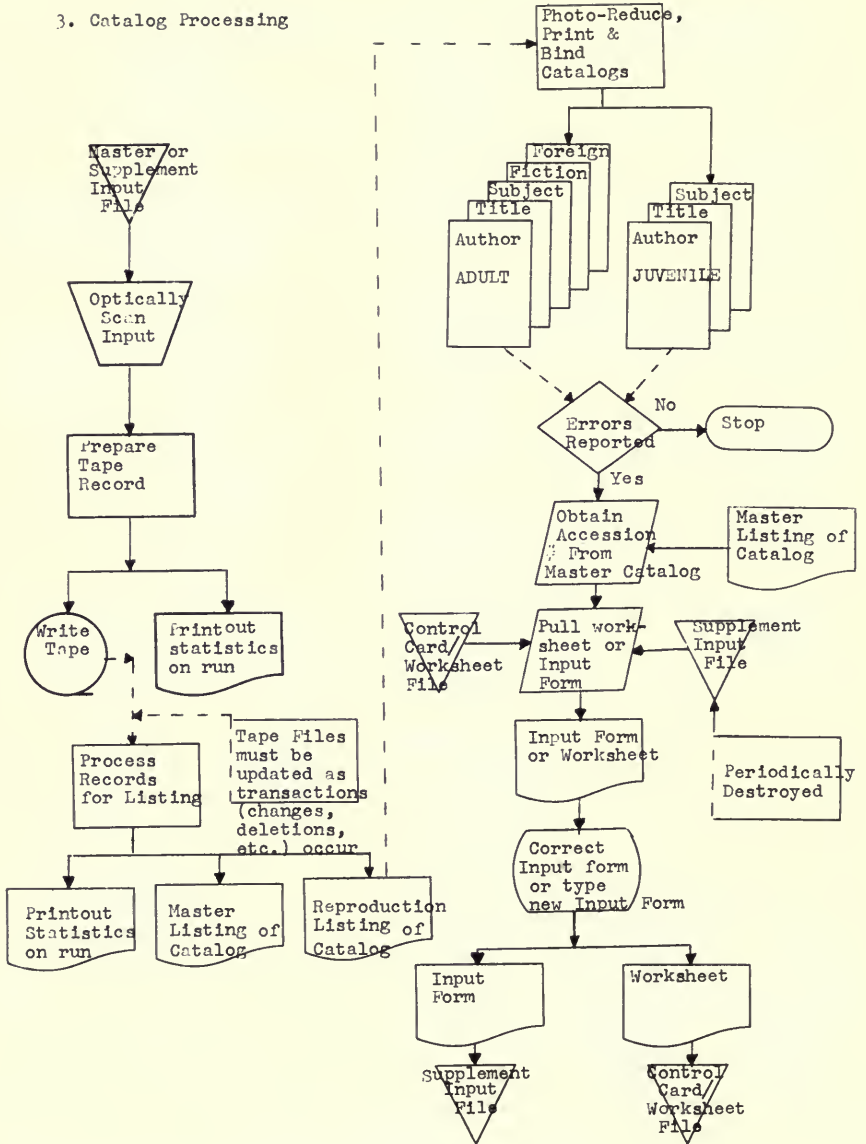 3. Catalog Processing
Master or
Supplement
Input
File
Optically
Scan
Input
Prepare
Tape
Record
Write
Tape
Printout
statistics
on run
Tape Files
must be
updated as
transactions
(changes,
deletions,
etc.) occur
Process
Records
for Listing
Printout
Statistics
on run
Master
Listing of
Catalog
Reproduction
Listing of
Catalog
Photo-Reduce,
Print &
Bind
Catalogs
Foreign
Fiction
Subject
Title
Author
ADULT
Subject
Title
Author
JUVENILE
Errors
Reported
No
Stop
Yes
Obtain
Accession
# From
Master Catalog
Master
Listing of
Catalog
Control
Card/
Worksheet
File
Pull work-
sheet or
Input
Form
Supplement
Input
File
Input Form
or Worksheet
Periodically
Destroyed
Correct
Input form
or type
new Input Form
Input
Form
Worksheet
Supplement
Input
File
Control
Card/
Worksheet
File